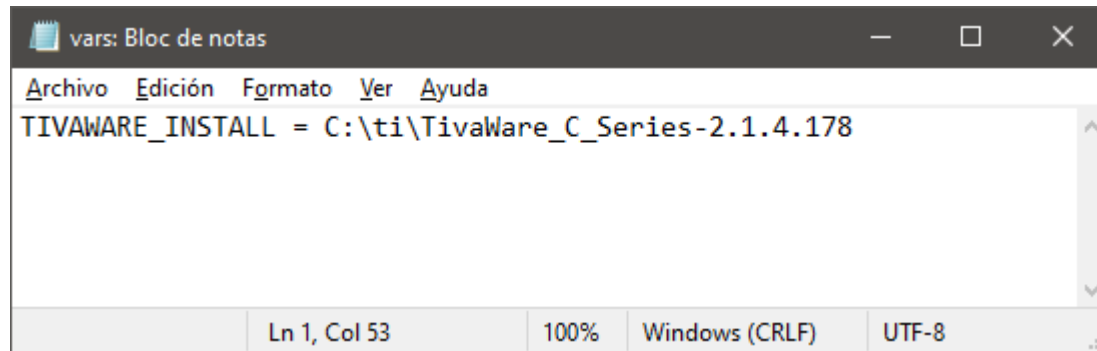 vars: Bloc de notas
Archivo Edición Formato Ver Ayuda
TIVAWARE_INSTALL = C:\ti\TivaWare_C_Series-2.1.4.178
Ln 1, Col 53 100% Windows (CRLF) UTF-8